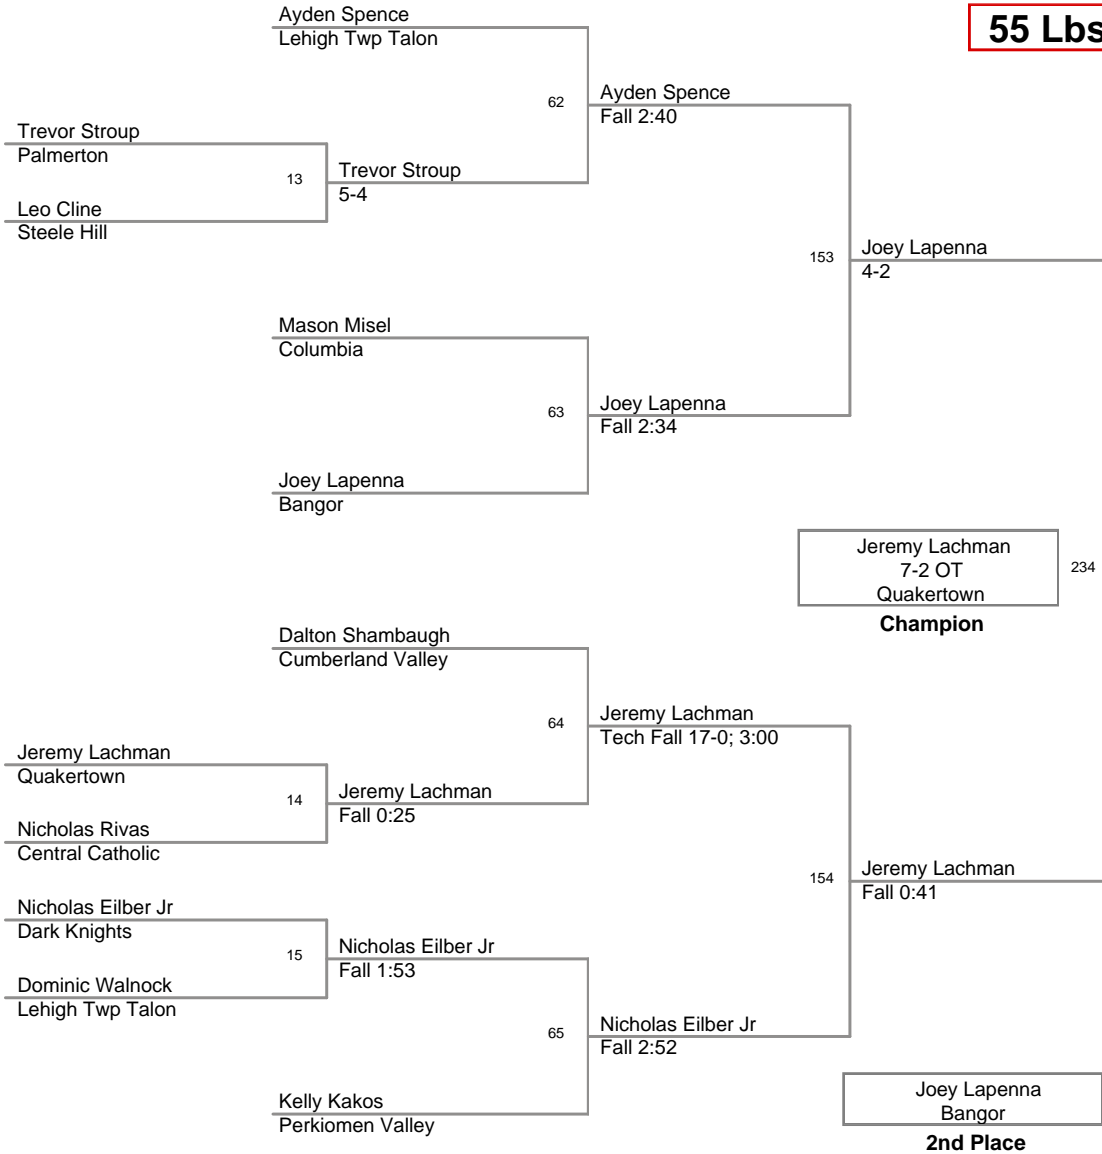 Ayden Spence
Lehigh Twp Talon
55 Lbs
62
Ayden Spence
Fall 2:40
Trevor Stroup
Palmerton
13
Trevor Stroup
5-4
Leo Cline
Steele Hill
153
Joey Lapenna
4-2
Mason Misel
Columbia
63
Joey Lapenna
Fall 2:34
Joey Lapenna
Bangor
Jeremy Lachman
7-2 OT
Quakertown
234
Champion
Dalton Shambaugh
Cumberland Valley
64
Jeremy Lachman
Tech Fall 17-0; 3:00
Jeremy Lachman
Quakertown
14
Jeremy Lachman
Fall 0:25
Nicholas Rivas
Central Catholic
154
Jeremy Lachman
Fall 0:41
Nicholas Eilber Jr
Dark Knights
15
Nicholas Eilber Jr
Fall 1:53
Dominic Walnock
Lehigh Twp Talon
65
Nicholas Eilber Jr
Fall 2:52
Kelly Kakos
Perkiomen Valley
Joey Lapenna
Bangor
2nd Place